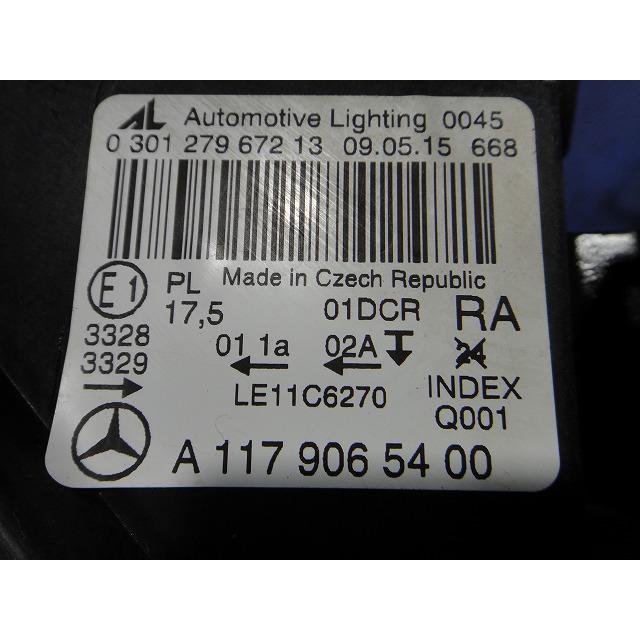 AL Automotive Lighting 0045
0 301 279 672 13 09.05.15 668
Made in Czech Republic
E1 PL 17,5 01DCR RA
3328 01 1a 02A 24
3329
LE11C6270 INDEX
Q001
A 117 906 54 00